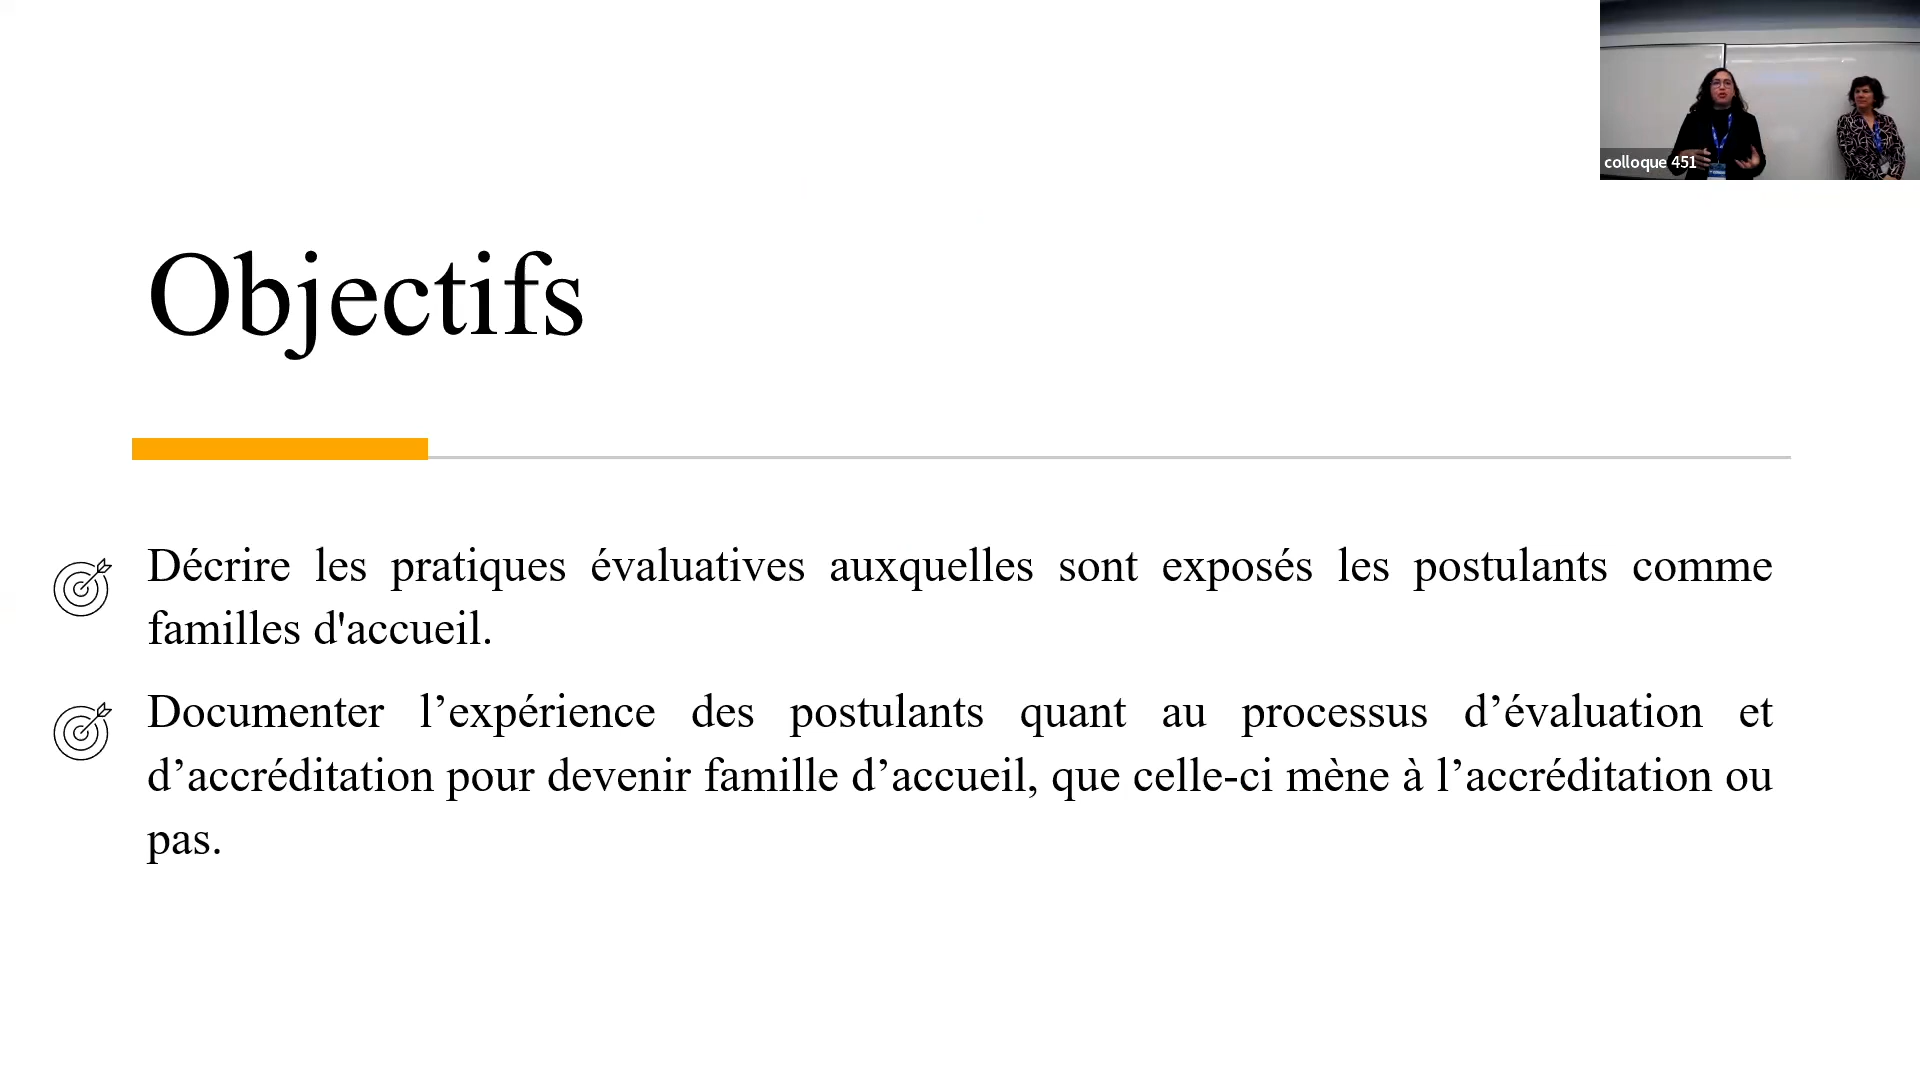 colloque 451
Objectifs
Décrire les pratiques évaluatives auxquelles sont exposés les postulants comme
familles d'accueil.
Documenter l’expérience des postulants quant au processus d’évaluation et
d’accréditation pour devenir famille d’accueil, que celle-ci mène à l’accréditation ou
pas.